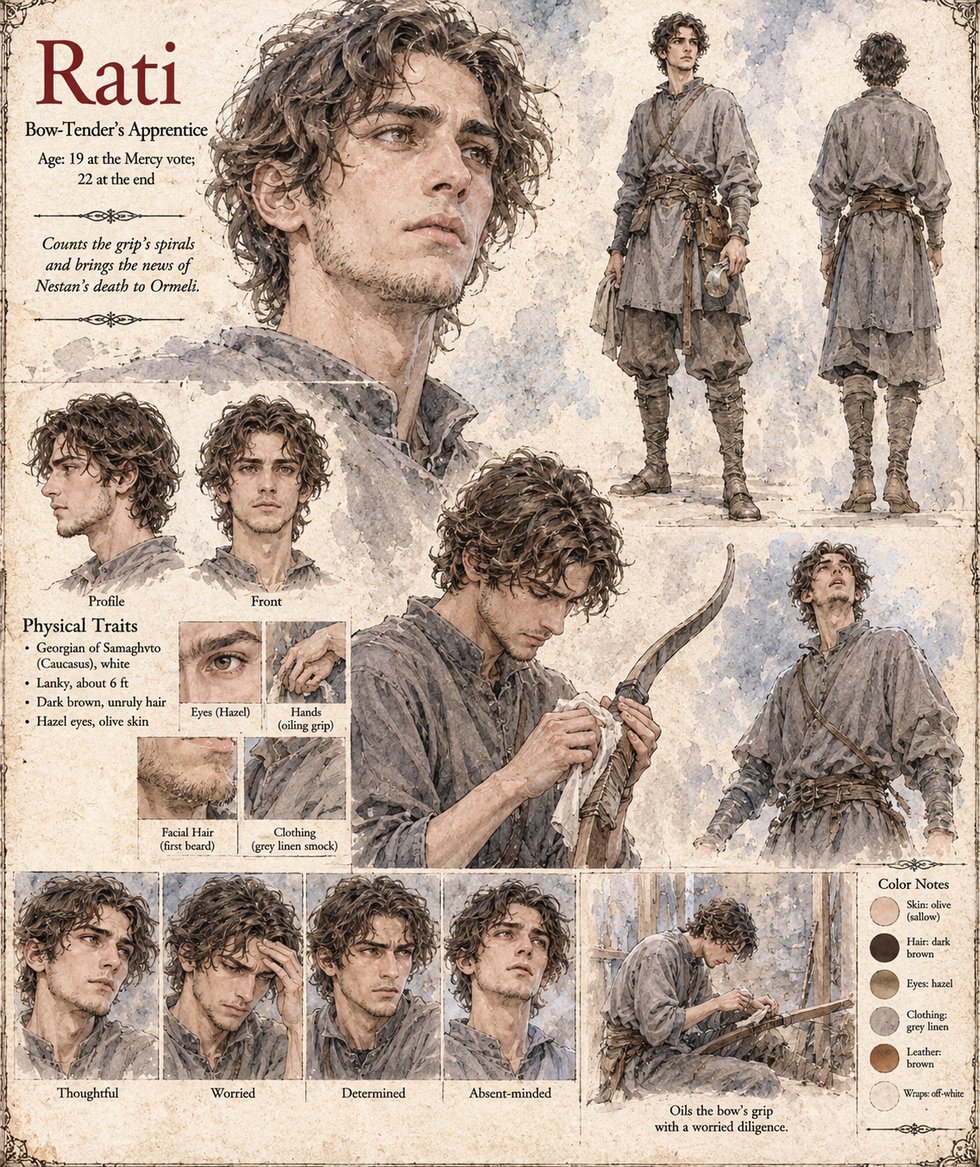 Rati
Bow-Tender's Apprentice
Age: 19 at the Mercy vote;
22 at the end
Counts the grip's spirals
and brings the news of
Nestan's death to Ormeli.
Profile
Front
Physical Traits
• Georgian of Samaghvto
(Caucasus), white
• Lanky, about 6 ft
• Dark brown, unruly hair
• Hazel eyes, olive skin
Eyes (Hazel)
Hands
(oiling grip)
Facial Hair
(first beard)
Clothing
(grey linen smock)
Thoughtful
Worried
Determined
Absent-minded
Oils the bow's grip
with a worried diligence.
Color Notes
Skin: olive
(sallow)
Hair: dark
brown
Eyes: hazel
Clothing:
grey linen
Leather:
brown
Wraps: off-white